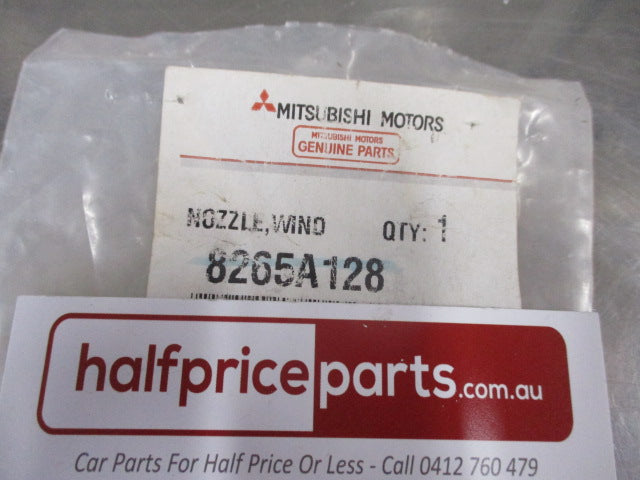 MITSUBISHI MOTORS
MITSUBISHI MOTORS
GENUINE PARTS
NOZZLE,WIND QTY: 1
8265A128
halfpriceparts.com.au
Car Parts For Half Price Or Less - Call 0412 760 479